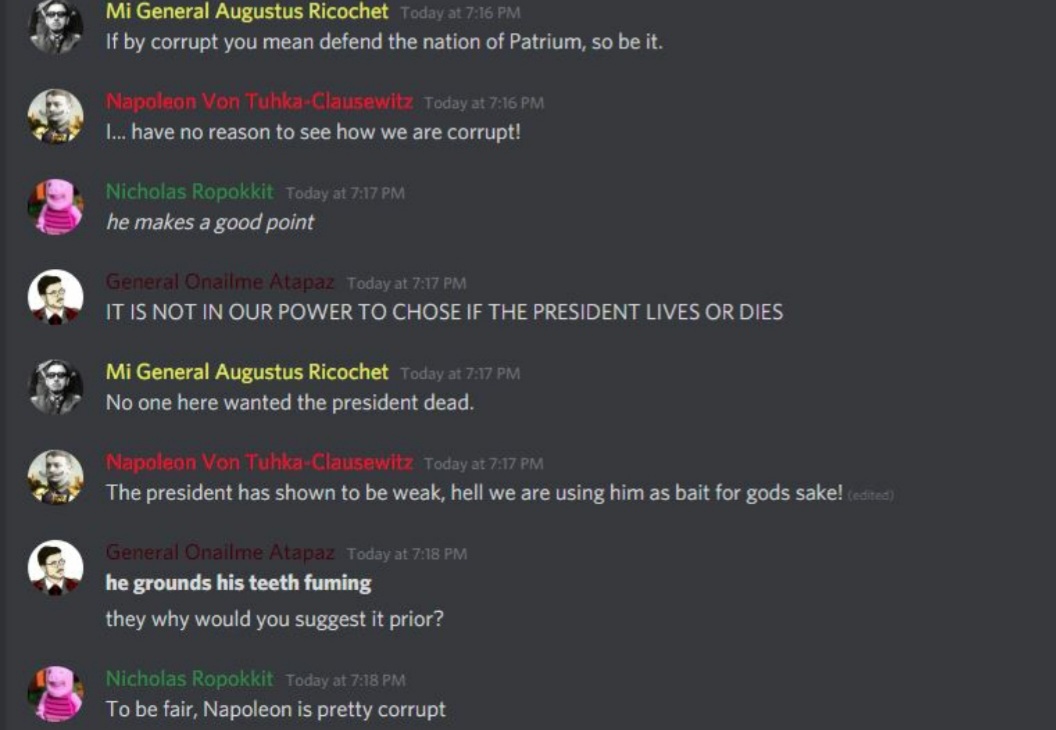 Mi General Augustus Ricochet Today at 7:16 PM
If by corrupt you mean defend the nation of Patrium, so be it.
Napoleon Von Tuhka-Clausewitz Today at 7:16 PM
I... have no reason to see how we are corrupt!
Nicholas Ropokkit Today at 7:17 PM
he makes a good point
General Onailme Atapaz Today at 7:17 PM
IT IS NOT IN OUR POWER TO CHOSE IF THE PRESIDENT LIVES OR DIES
Mi General Augustus Ricochet Today at 7:17 PM
No one here wanted the president dead.
Napoleon Von Tuhka-Clausewitz Today at 7:17 PM
The president has shown to be weak, hell we are using him as bait for gods sake! (edited)
General Onailme Atapaz Today at 7:18 PM
he grounds his teeth fuming
they why would you suggest it prior?
Nicholas Ropokkit Today at 7:18 PM
To be fair, Napoleon is pretty corrupt